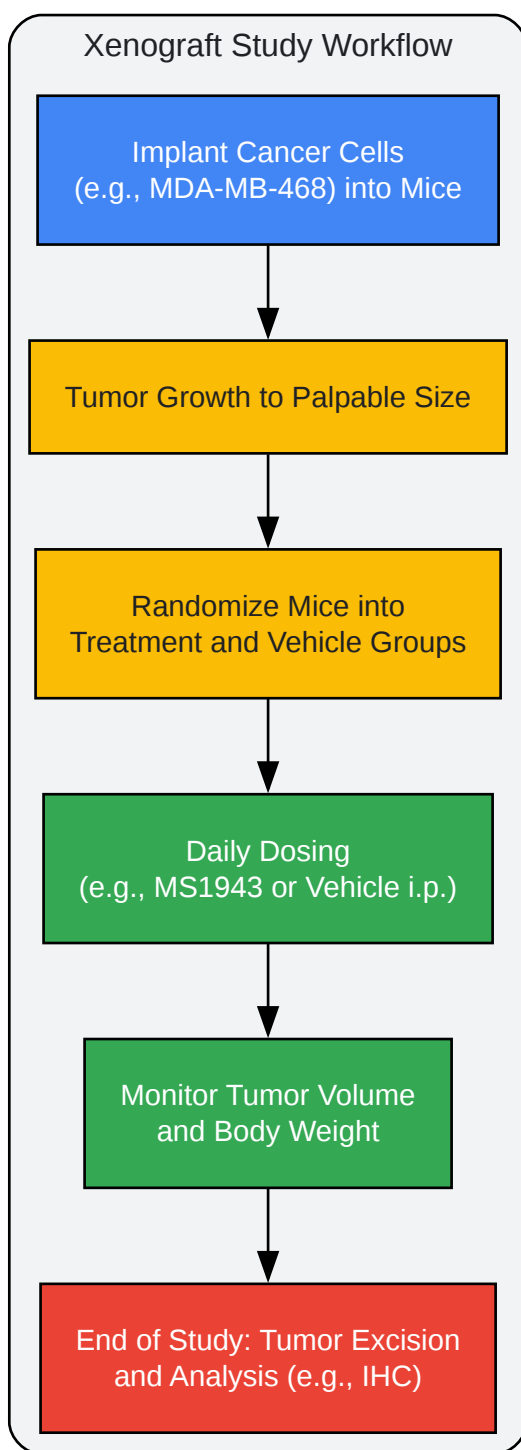 Xenograft Study Workflow
Implant Cancer Cells
(e.g., MDA-MB-468) into Mice
Tumor Growth to Palpable Size
Randomize Mice into
Treatment and Vehicle Groups
Daily Dosing
(e.g., MS1943 or Vehicle i.p.)
Monitor Tumor Volume
and Body Weight
End of Study: Tumor Excision
and Analysis (e.g., IHC)